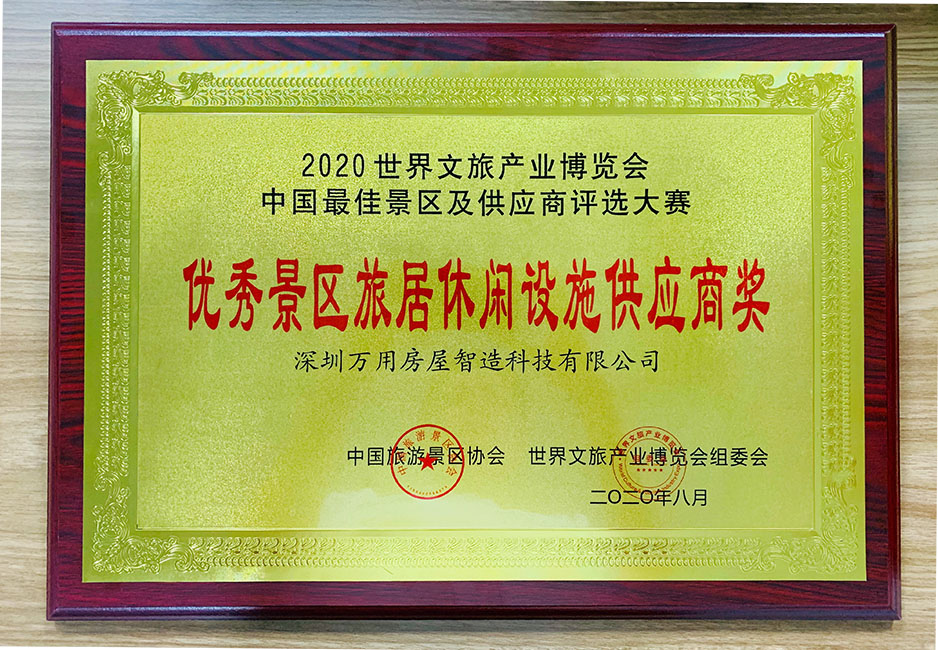 2020世界文旅产业博览会
中国最佳景区及供应商评选大赛
优秀景区旅居休闲设施供应商奖
深圳万用房屋智造科技有限公司
中国旅游景区协会 世界文旅产业博览会组委会
二〇二〇年八月